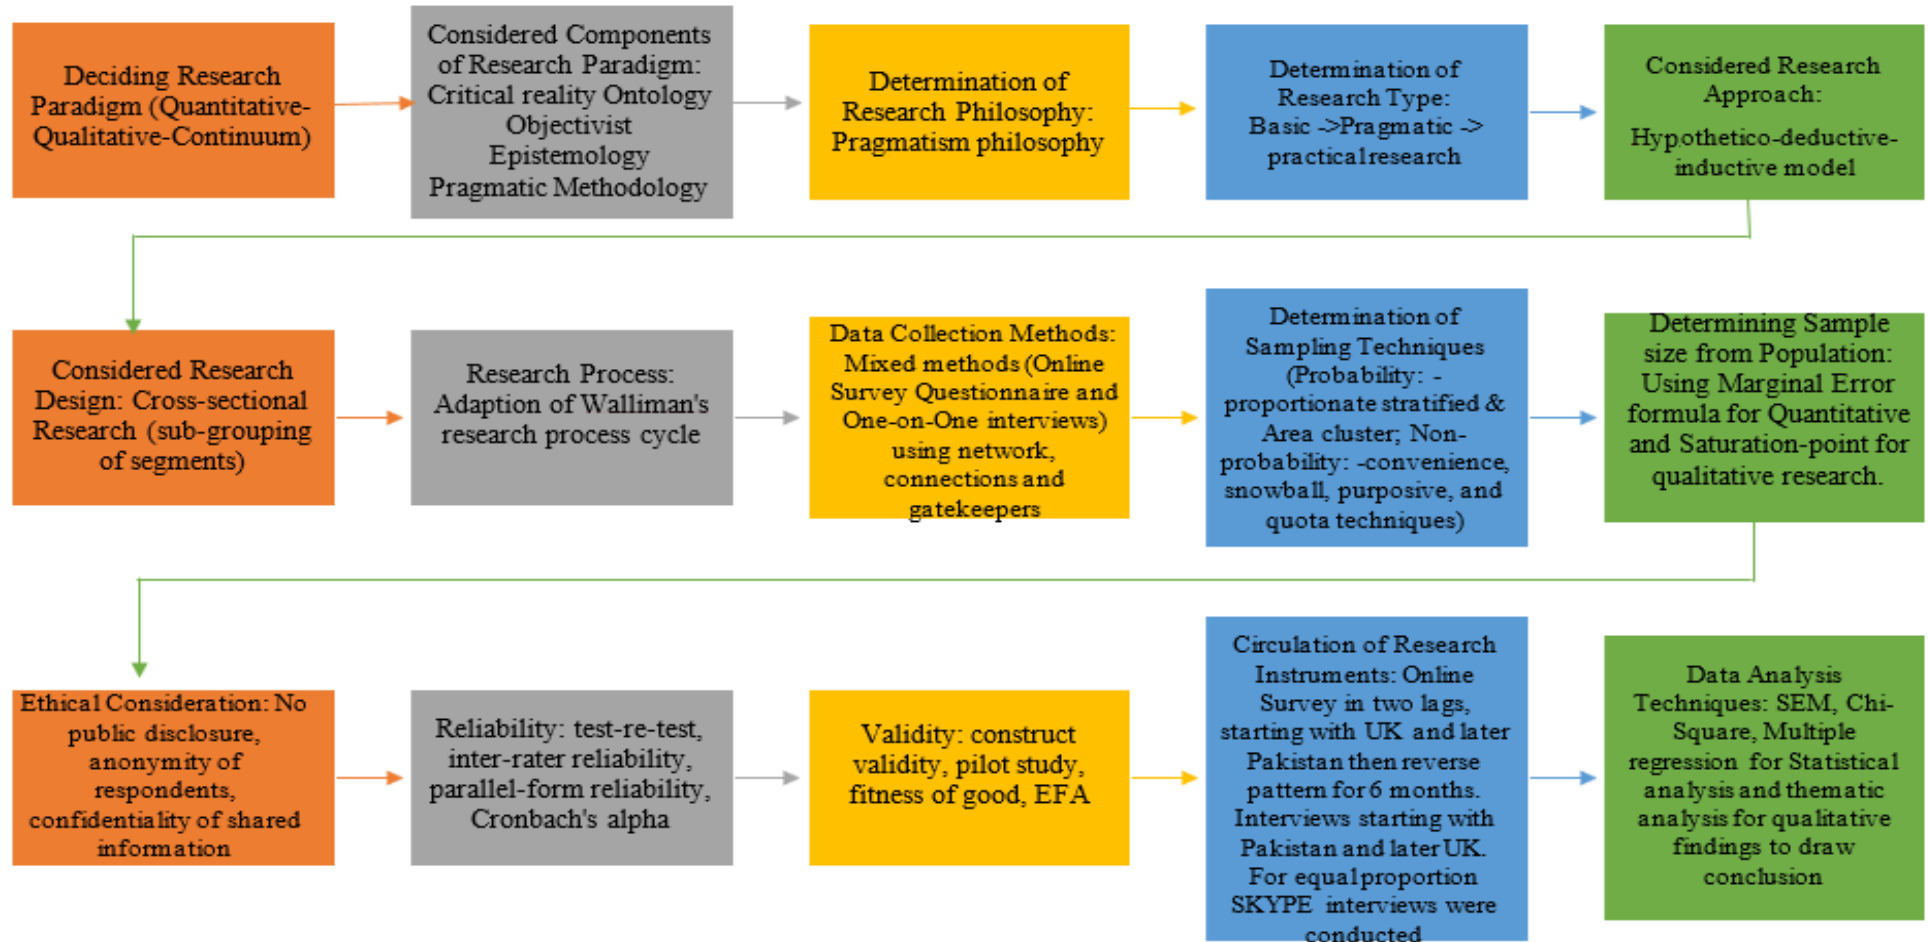 Deciding Research
Paradigm (Quantitative-
Qualitative-Continuum)
Considered Components
of Research Paradigm:
Critical reality Ontology
Objectivist
Epistemology
Pragmatic Methodology
Determination of
Research Philosophy:
Pragmatism philosophy
Determination of
Research Type:
Basic ->Pragmatic ->
practical research
Considered Research
Approach:
Hypothetico-deductive-
inductive model
Considered Research
Design: Cross-sectional
Research (sub-grouping
of segments)
Research Process:
Adaption of Walliman's
research process cycle
Data Collection Methods:
Mixed methods (Online
Survey Questionnaire and
One-on-One interviews)
using network,
connections and
gatekeepers
Determination of
Sampling Techniques
(Probability: -
proportionate stratified &
Area cluster; Non-
probability: -convenience,
snowball, purposive, and
quota techniques)
Determining Sample
size from Population:
Using Marginal Error
formula for Quantitative
and Saturation-point for
qualitative research.
Ethical Consideration: No
public disclosure,
anonymity of
respondents,
confidentiality of shared
information
Reliability: test-re-test,
inter-rater reliability,
parallel-form reliability,
Cronbach's alpha
Validity: construct
validity, pilot study,
fitness of good, EFA
Circulation of Research
Instruments: Online
Survey in two lags,
starting with UK and later
Pakistan then reverse
pattern for 6 months.
Interviews starting with
Pakistan and later UK.
For equal proportion
SKYPE interviews were
conducted
Data Analysis
Techniques: SEM, Chi-
Square, Multiple
regression for Statistical
analysis and thematic
analysis for qualitative
findings to draw
conclusion